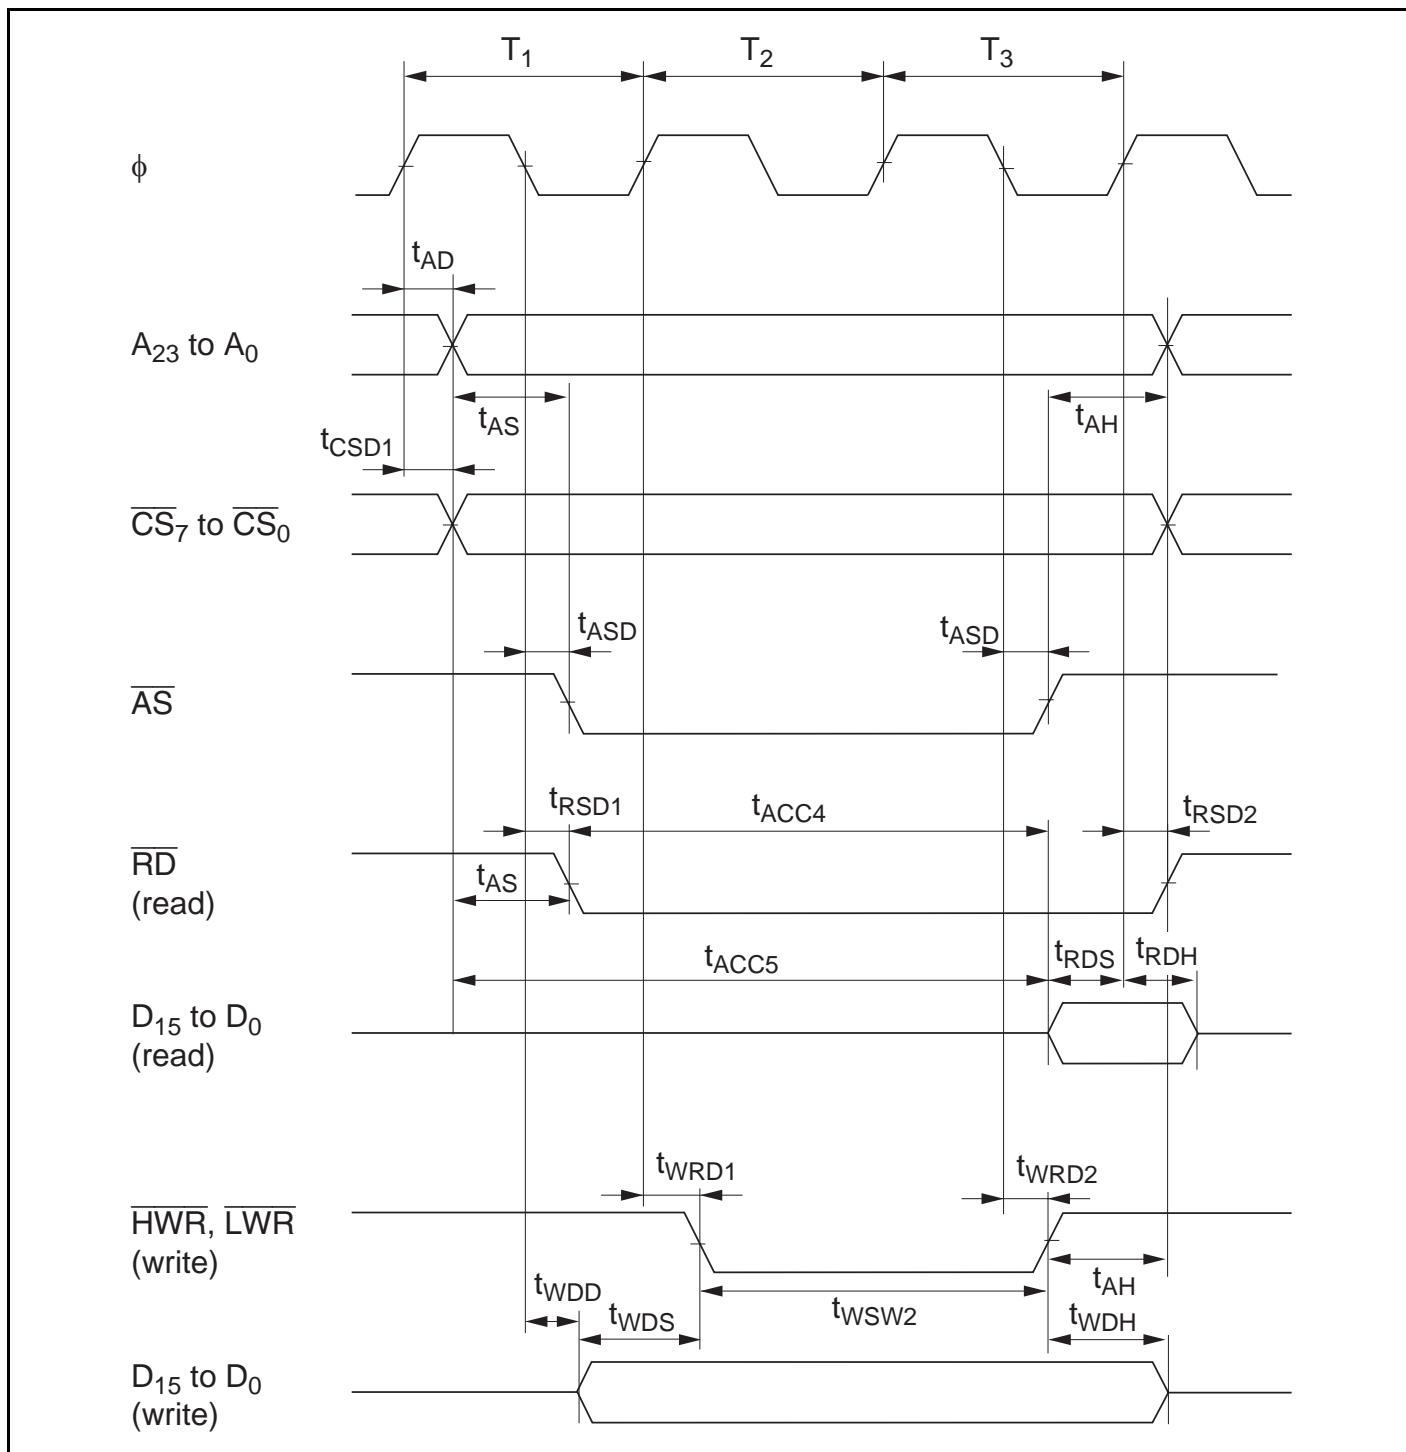 T1 T2 T3
ϕ
tAD
A23 to A0
tAS tAH
tCSD1
CS7 to CS0
tASD tASD
AS
tRSD1 tACC4 tRSD2
RD
(read)
tAS
tACC5 tRDS tRDH
D15 to D0
(read)
tWRD1 tWRD2
HWR, LWR
(write)
tAH
tWDD
tWDS tWSW2 tWDH
D15 to D0
(write)